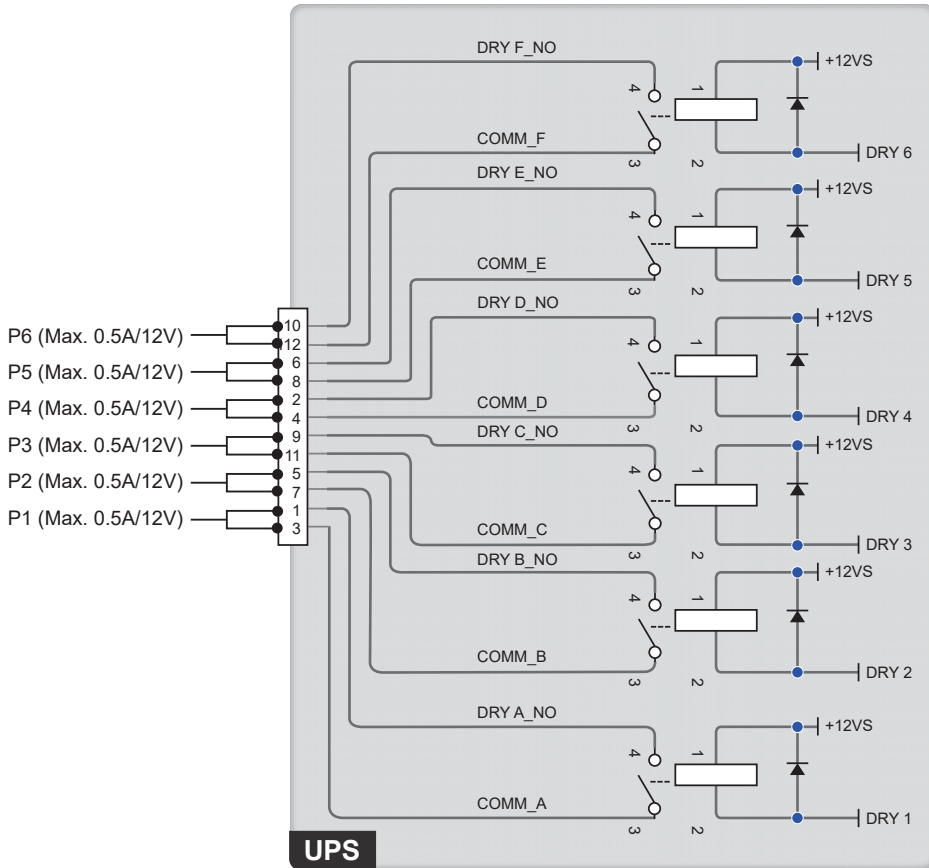 DRY F_NO
4
1
+12VS
COMM_F
3
2
DRY 6
DRY E_NO
4
1
+12VS
COMM_E
3
2
DRY 5
DRY D_NO
4
1
+12VS
COMM_D
3
2
DRY 4
DRY C_NO
4
1
+12VS
COMM_C
3
2
DRY 3
DRY B_NO
4
1
+12VS
COMM_B
3
2
DRY 2
DRY A_NO
4
1
+12VS
COMM_A
3
2
DRY 1
P6 (Max. 0.5A/12V)
10
12
P5 (Max. 0.5A/12V)
6
8
P4 (Max. 0.5A/12V)
2
4
P3 (Max. 0.5A/12V)
9
11
P2 (Max. 0.5A/12V)
5
7
P1 (Max. 0.5A/12V)
1
3
UPS